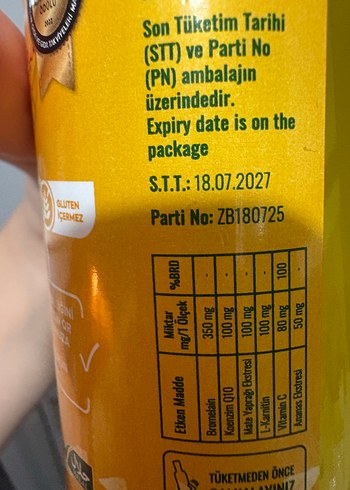 2022
Son Tüketim Tarihi
(STT) ve Parti No
(PN) ambalajın
üzerindedir.
Expiry date is on the
package
S.T.T.: 18.07.2027
Parti No: ZB180725
GLUTEN
İÇERMEZ
Etken Madde Miktar mg/1 Ölçek %BRD
Bromelain 350 mg -
Koenzim Q10 100 mg -
Mate Yaprağı Ekstresi 100 mg -
L-Karnitin 100 mg -
Vitamin C 80 mg 100
Ananas Ekstresi 50 mg -
TÜKETMEDEN ÖNCE